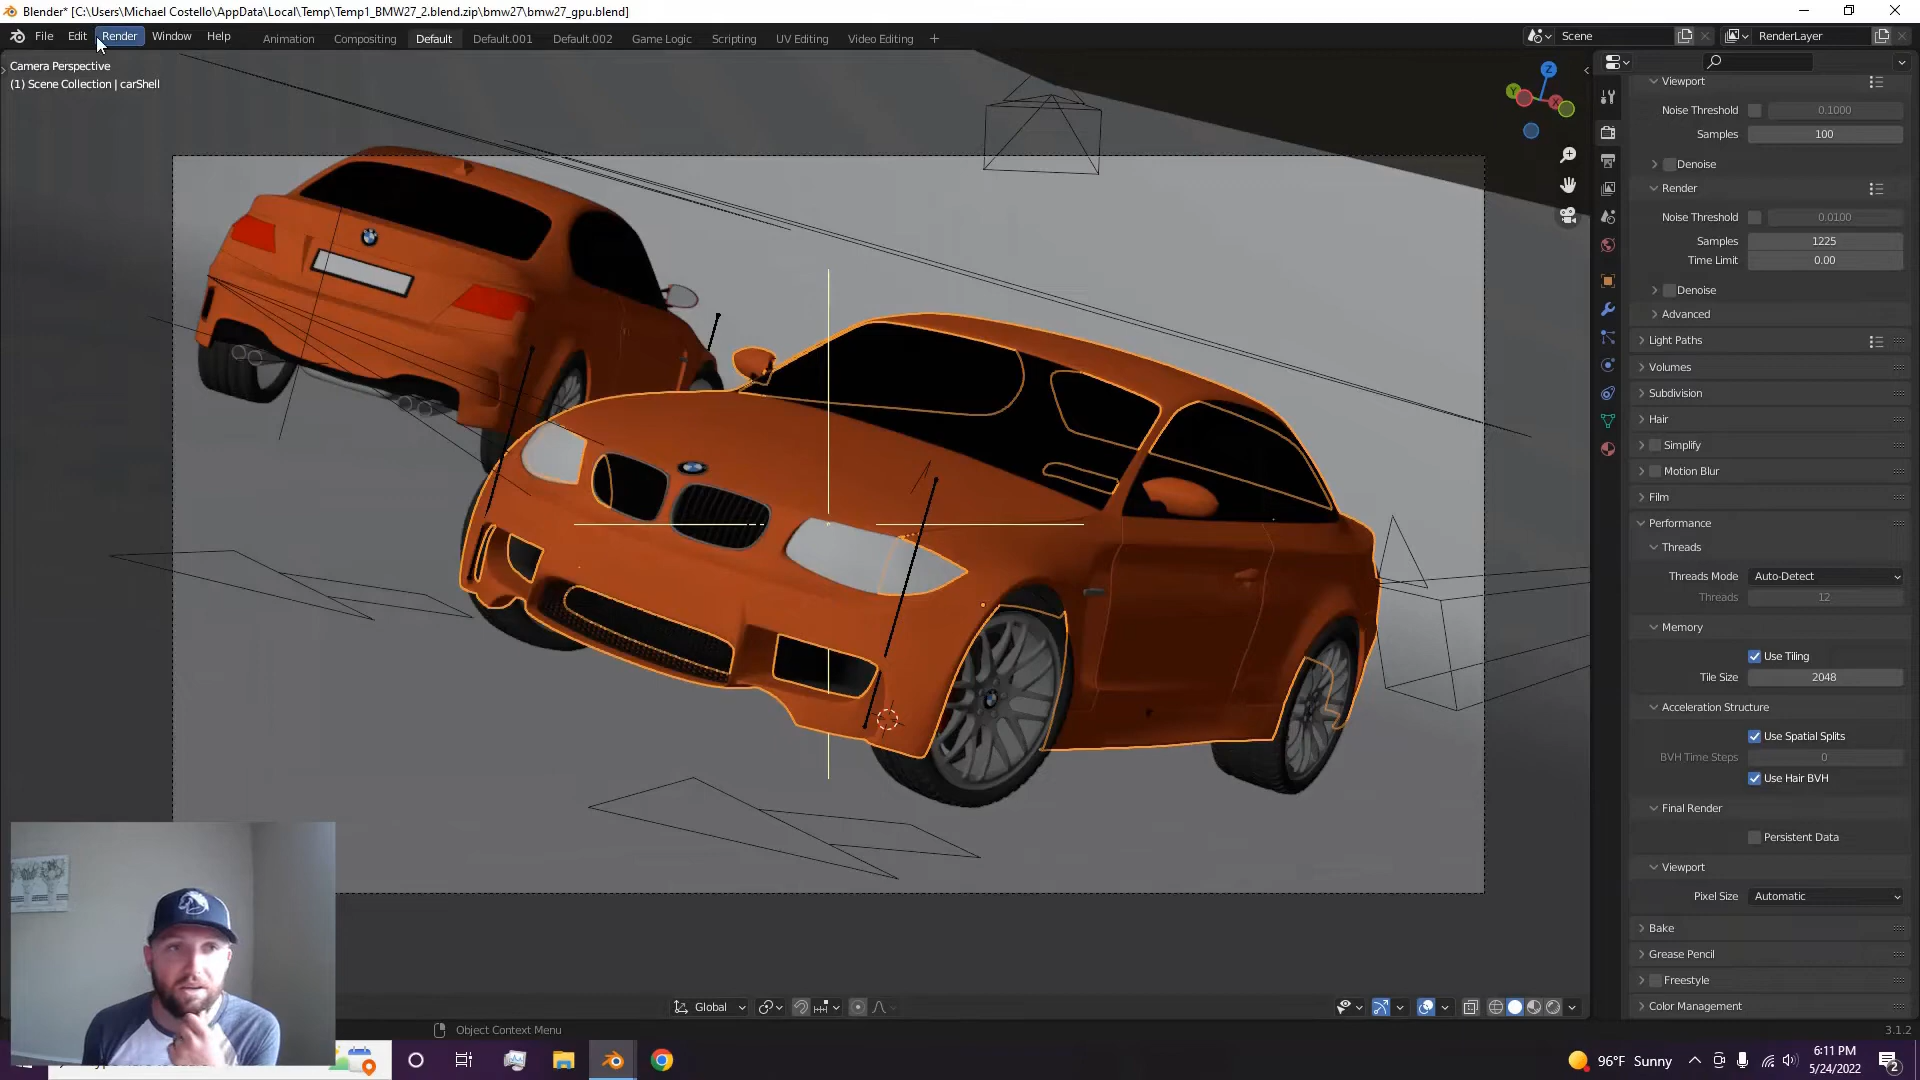 Blender* [C:\Users\Michael Costello\AppData\Local\Temp\Temp1_BMW27_2.blend.zip\bmw27\bmw27_gpu.blend]
File Edit Render Window Help Animation Compositing Default Default.001 Default.002 Game Logic Scripting UV Editing Video Editing + Scene RenderLayer
Camera Perspective
(1) Scene Collection | carShell
Z
Y
X
Viewport
Noise Threshold 0.1000
Samples 100
Denoise
Render
Noise Threshold 0.0100
Samples 1225
Time Limit 0.00
Denoise
Advanced
Light Paths
Volumes
Subdivision
Hair
Simplify
Motion Blur
Film
Performance
Threads
Threads Mode Auto-Detect
Threads 12
Memory
Use Tiling
Tile Size 2048
Acceleration Structure
Use Spatial Splits
BVH Time Steps 0
Use Hair BVH
Final Render
Persistent Data
Viewport
Pixel Size Automatic
Bake
Grease Pencil
Freestyle
Color Management
Global
Object Context Menu
3.1.2
96°F Sunny
6:11 PM
5/24/2022
2